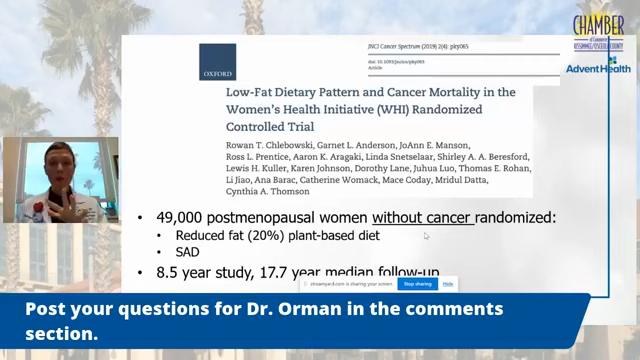 CHAMBER
of Commerce
KISSIMMEE/OSCEOLA COUNTY
AdventHealth
JNCI Cancer Spectrum (2019) 2(4): pky065
doi: 10.1093/jncics/pky065
Article
OXFORD
Low-Fat Dietary Pattern and Cancer Mortality in the
Women's Health Initiative (WHI) Randomized
Controlled Trial
Rowan T. Chlebowski, Garnet L. Anderson, JoAnn E. Manson,
Ross L. Prentice, Aaron K. Aragaki, Linda Snetselaar, Shirley A. A. Beresford,
Lewis H. Kuller, Karen Johnson, Dorothy Lane, Juhua Luo, Thomas E. Rohan,
Li Jiao, Ana Barac, Catherine Womack, Mace Coday, Mridul Datta,
Cynthia A. Thomson
• 49,000 postmenopausal women without cancer randomized:
• Reduced fat (20%) plant-based diet
• SAD
• 8.5 year study, 17.7 year median follow-up
streamyard.com is sharing your screen.
Stop sharing
Hide
Post your questions for Dr. Orman in the comments
section.